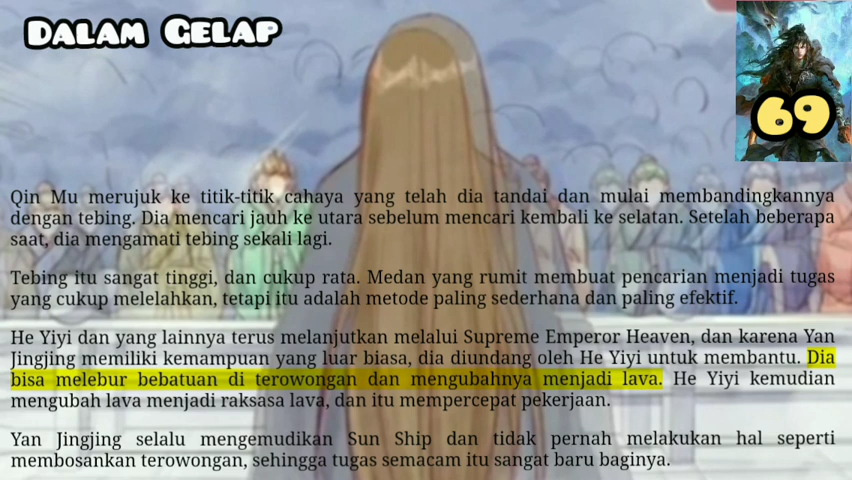 DALAM GELAP
69
Qin Mu merujuk ke titik-titik cahaya yang telah dia tandai dan mulai membandingkannya
dengan tebing. Dia mencari jauh ke utara sebelum mencari kembali ke selatan. Setelah beberapa
saat, dia mengamati tebing sekali lagi.
Tebing itu sangat tinggi, dan cukup rata. Medan yang rumit membuat pencarian menjadi tugas
yang cukup melelahkan, tetapi itu adalah metode paling sederhana dan paling efektif.
He Yiyi dan yang lainnya terus melanjutkan melalui Supreme Emperor Heaven, dan karena Yan
Jingjing memiliki kemampuan yang luar biasa, dia diundang oleh He Yiyi untuk membantu. Dia
bisa melebur bebatuan di terowongan dan mengubahnya menjadi lava. He Yiyi kemudian
mengubah lava menjadi raksasa lava, dan itu mempercepat pekerjaan.
Yan Jingjing selalu mengemudikan Sun Ship dan tidak pernah melakukan hal seperti
membosankan terowongan, sehingga tugas semacam itu sangat baru baginya.